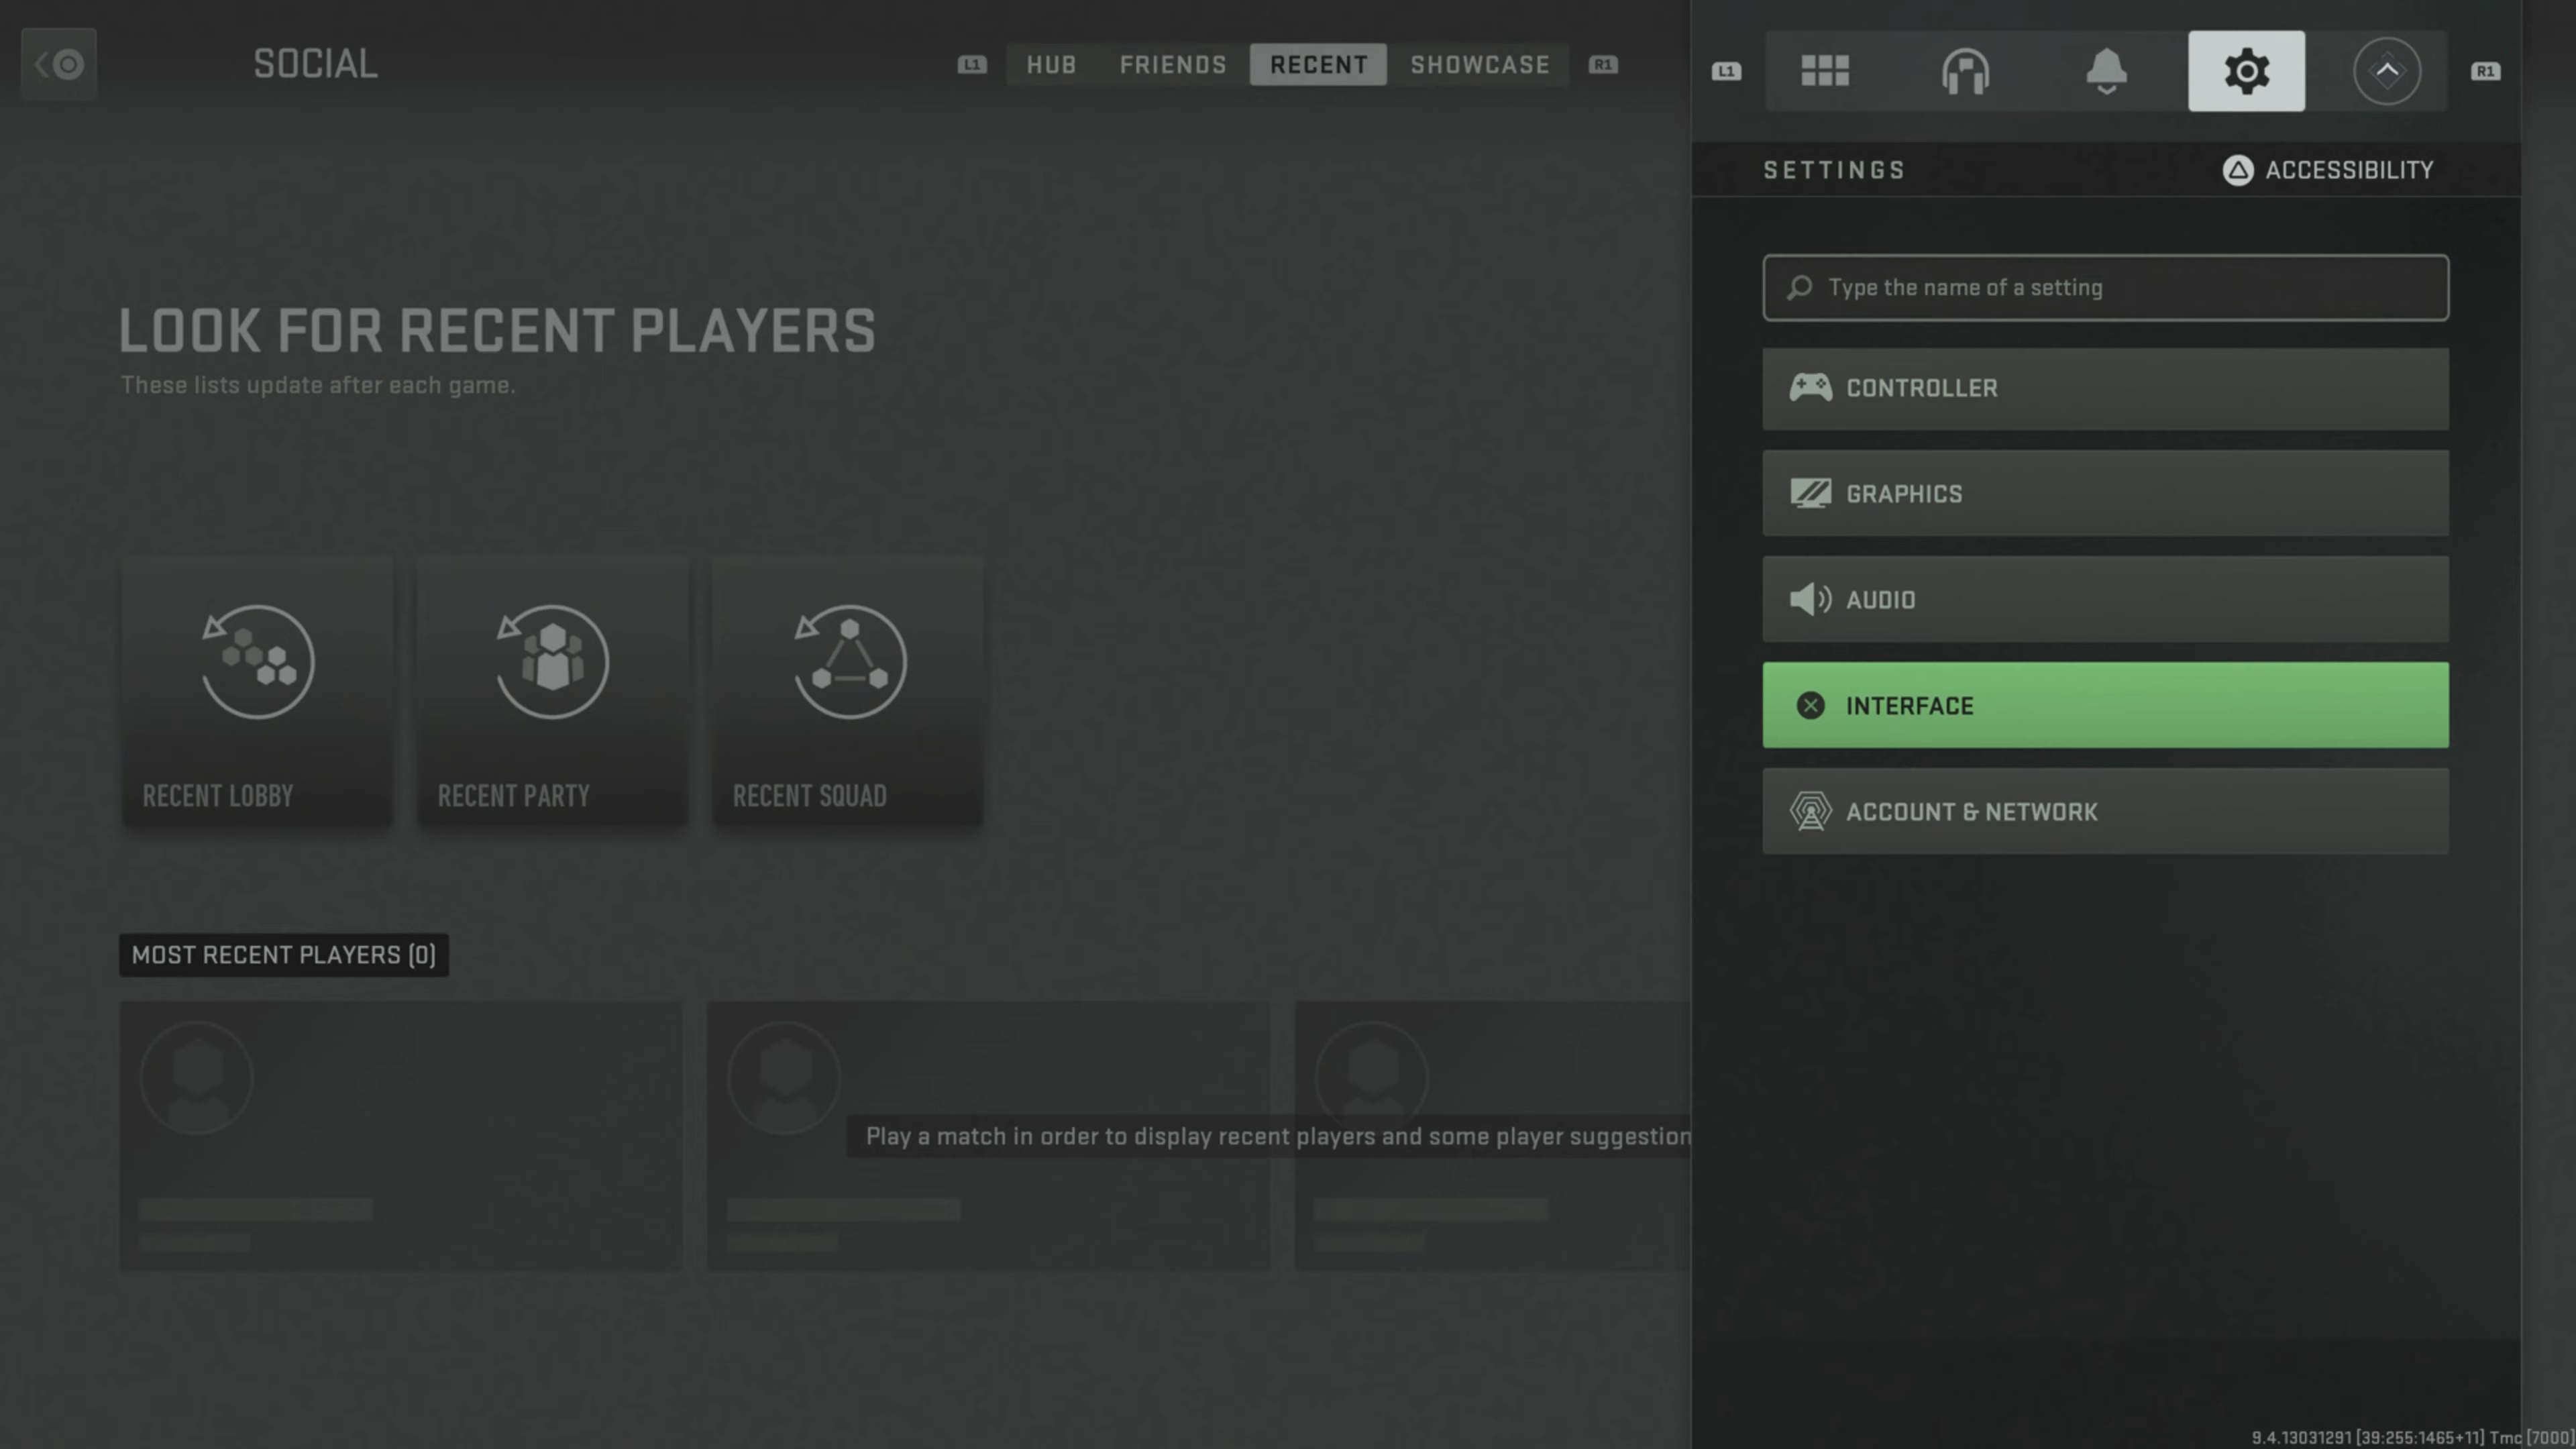 SOCIAL
L1 HUB FRIENDS RECENT SHOWCASE R1
L1 R1
SETTINGS
ACCESSIBILITY
LOOK FOR RECENT PLAYERS
These lists update after each game.
RECENT LOBBY
RECENT PARTY
RECENT SQUAD
MOST RECENT PLAYERS (0)
Play a match in order to display recent players and some player suggestion
Type the name of a setting
CONTROLLER
GRAPHICS
AUDIO
INTERFACE
ACCOUNT & NETWORK
9.4.13031291 [39:255:1465+11] Tmc [7000]